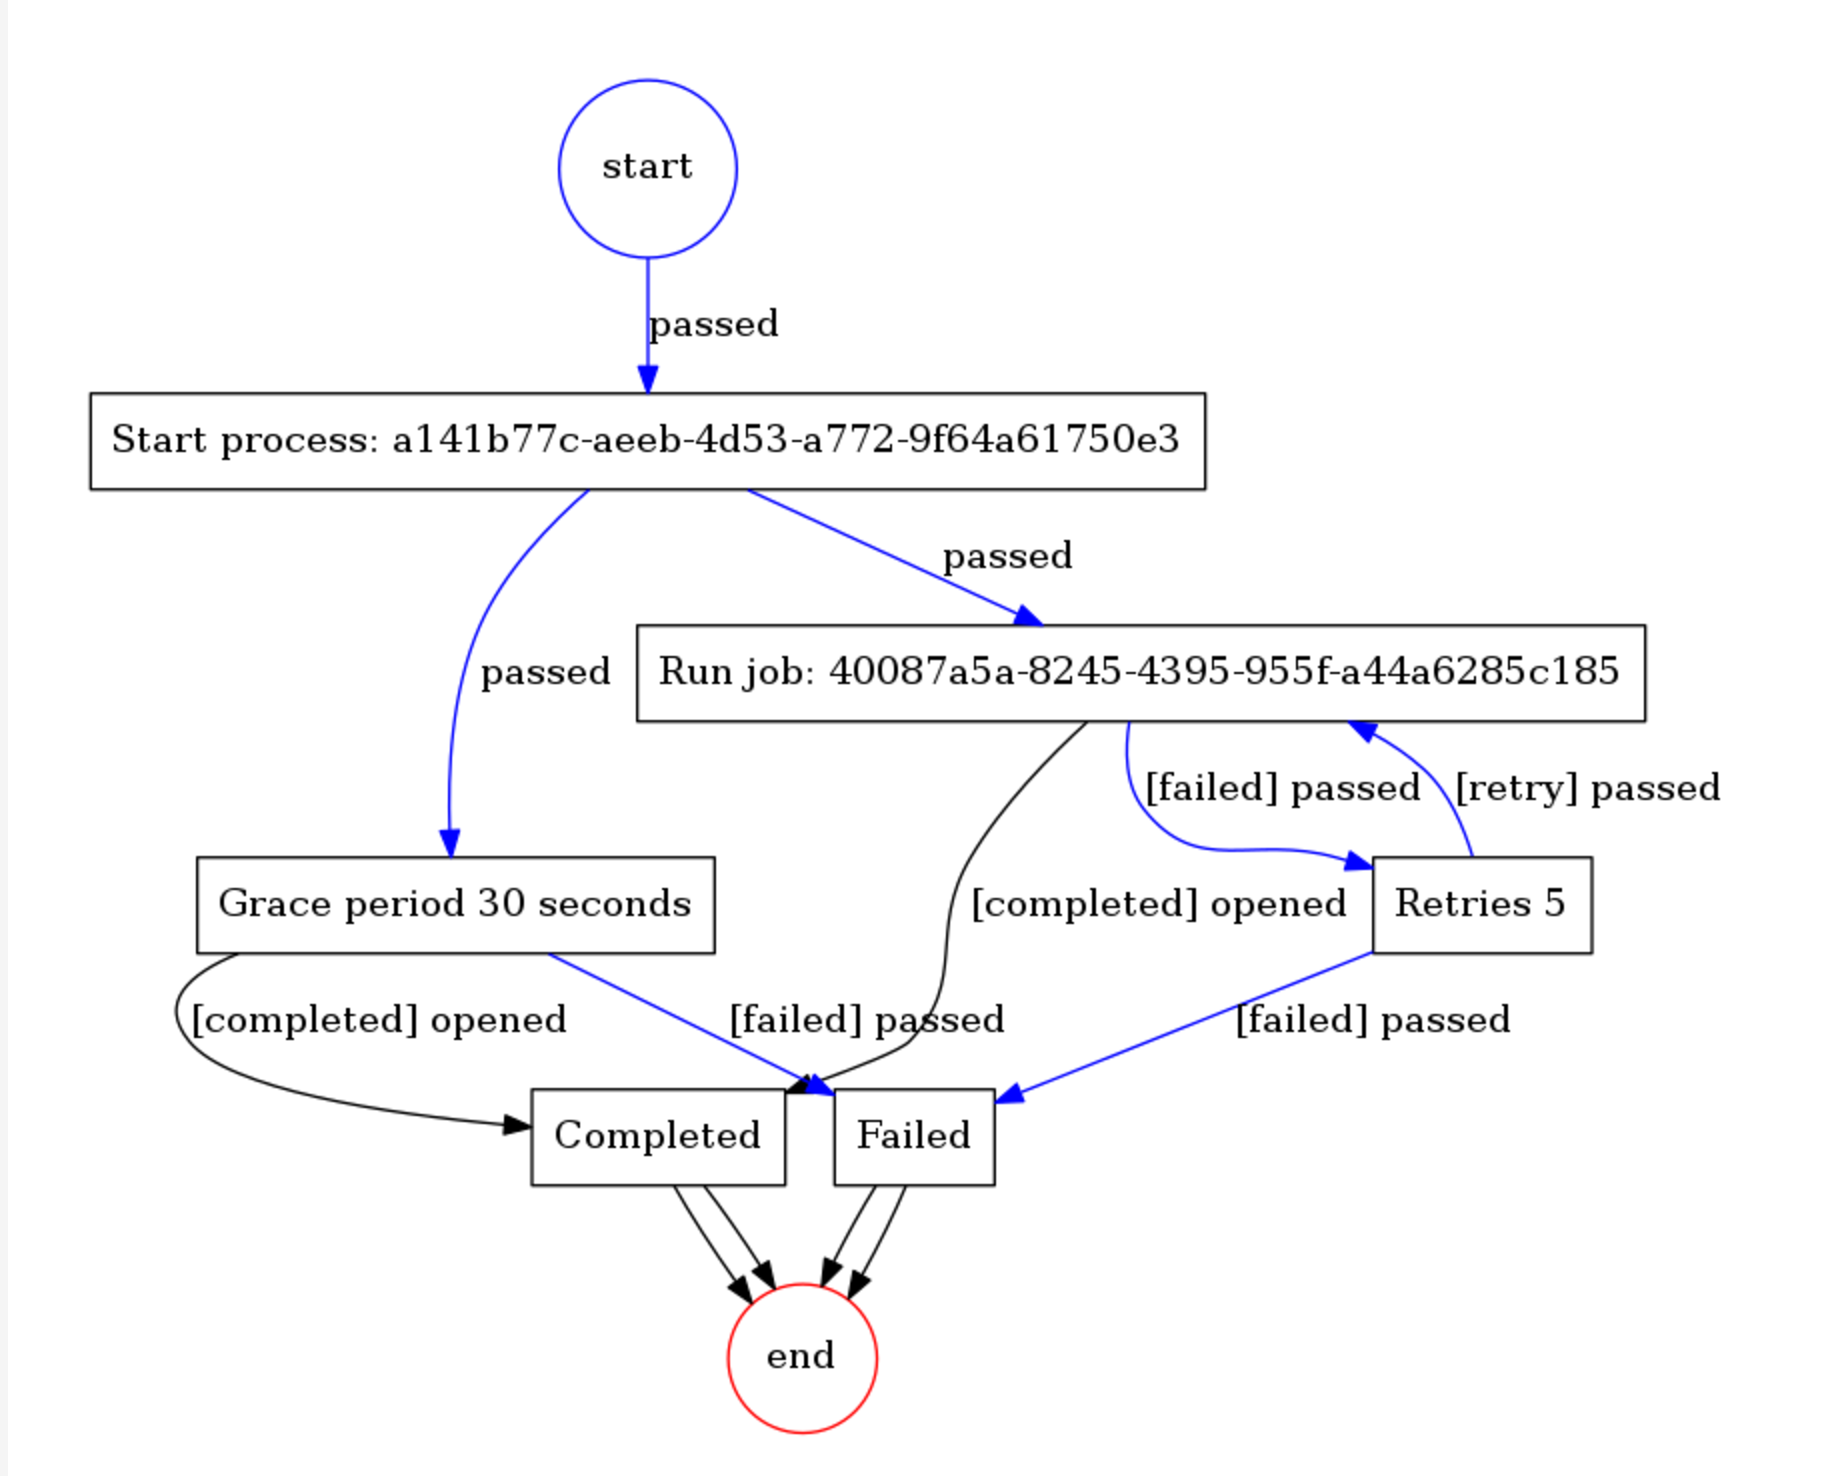 start
passed
Start process: a141b77c-aeeb-4d53-a772-9f64a61750e3
passed
passed
Run job: 40087a5a-8245-4395-955f-a44a6285c185
[failed] passed
[retry] passed
Grace period 30 seconds
[completed] opened
Retries 5
[completed] opened
[failed] passed
[failed] passed
Completed
Failed
end